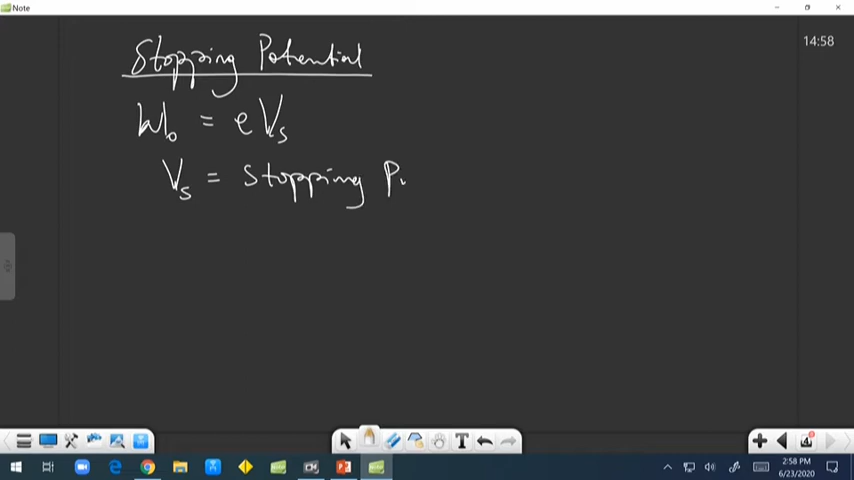 Note
14:58
Stopping Potential
W₀ = eVₛ
Vₛ = Stopping P
2:58 PM
6/23/2020